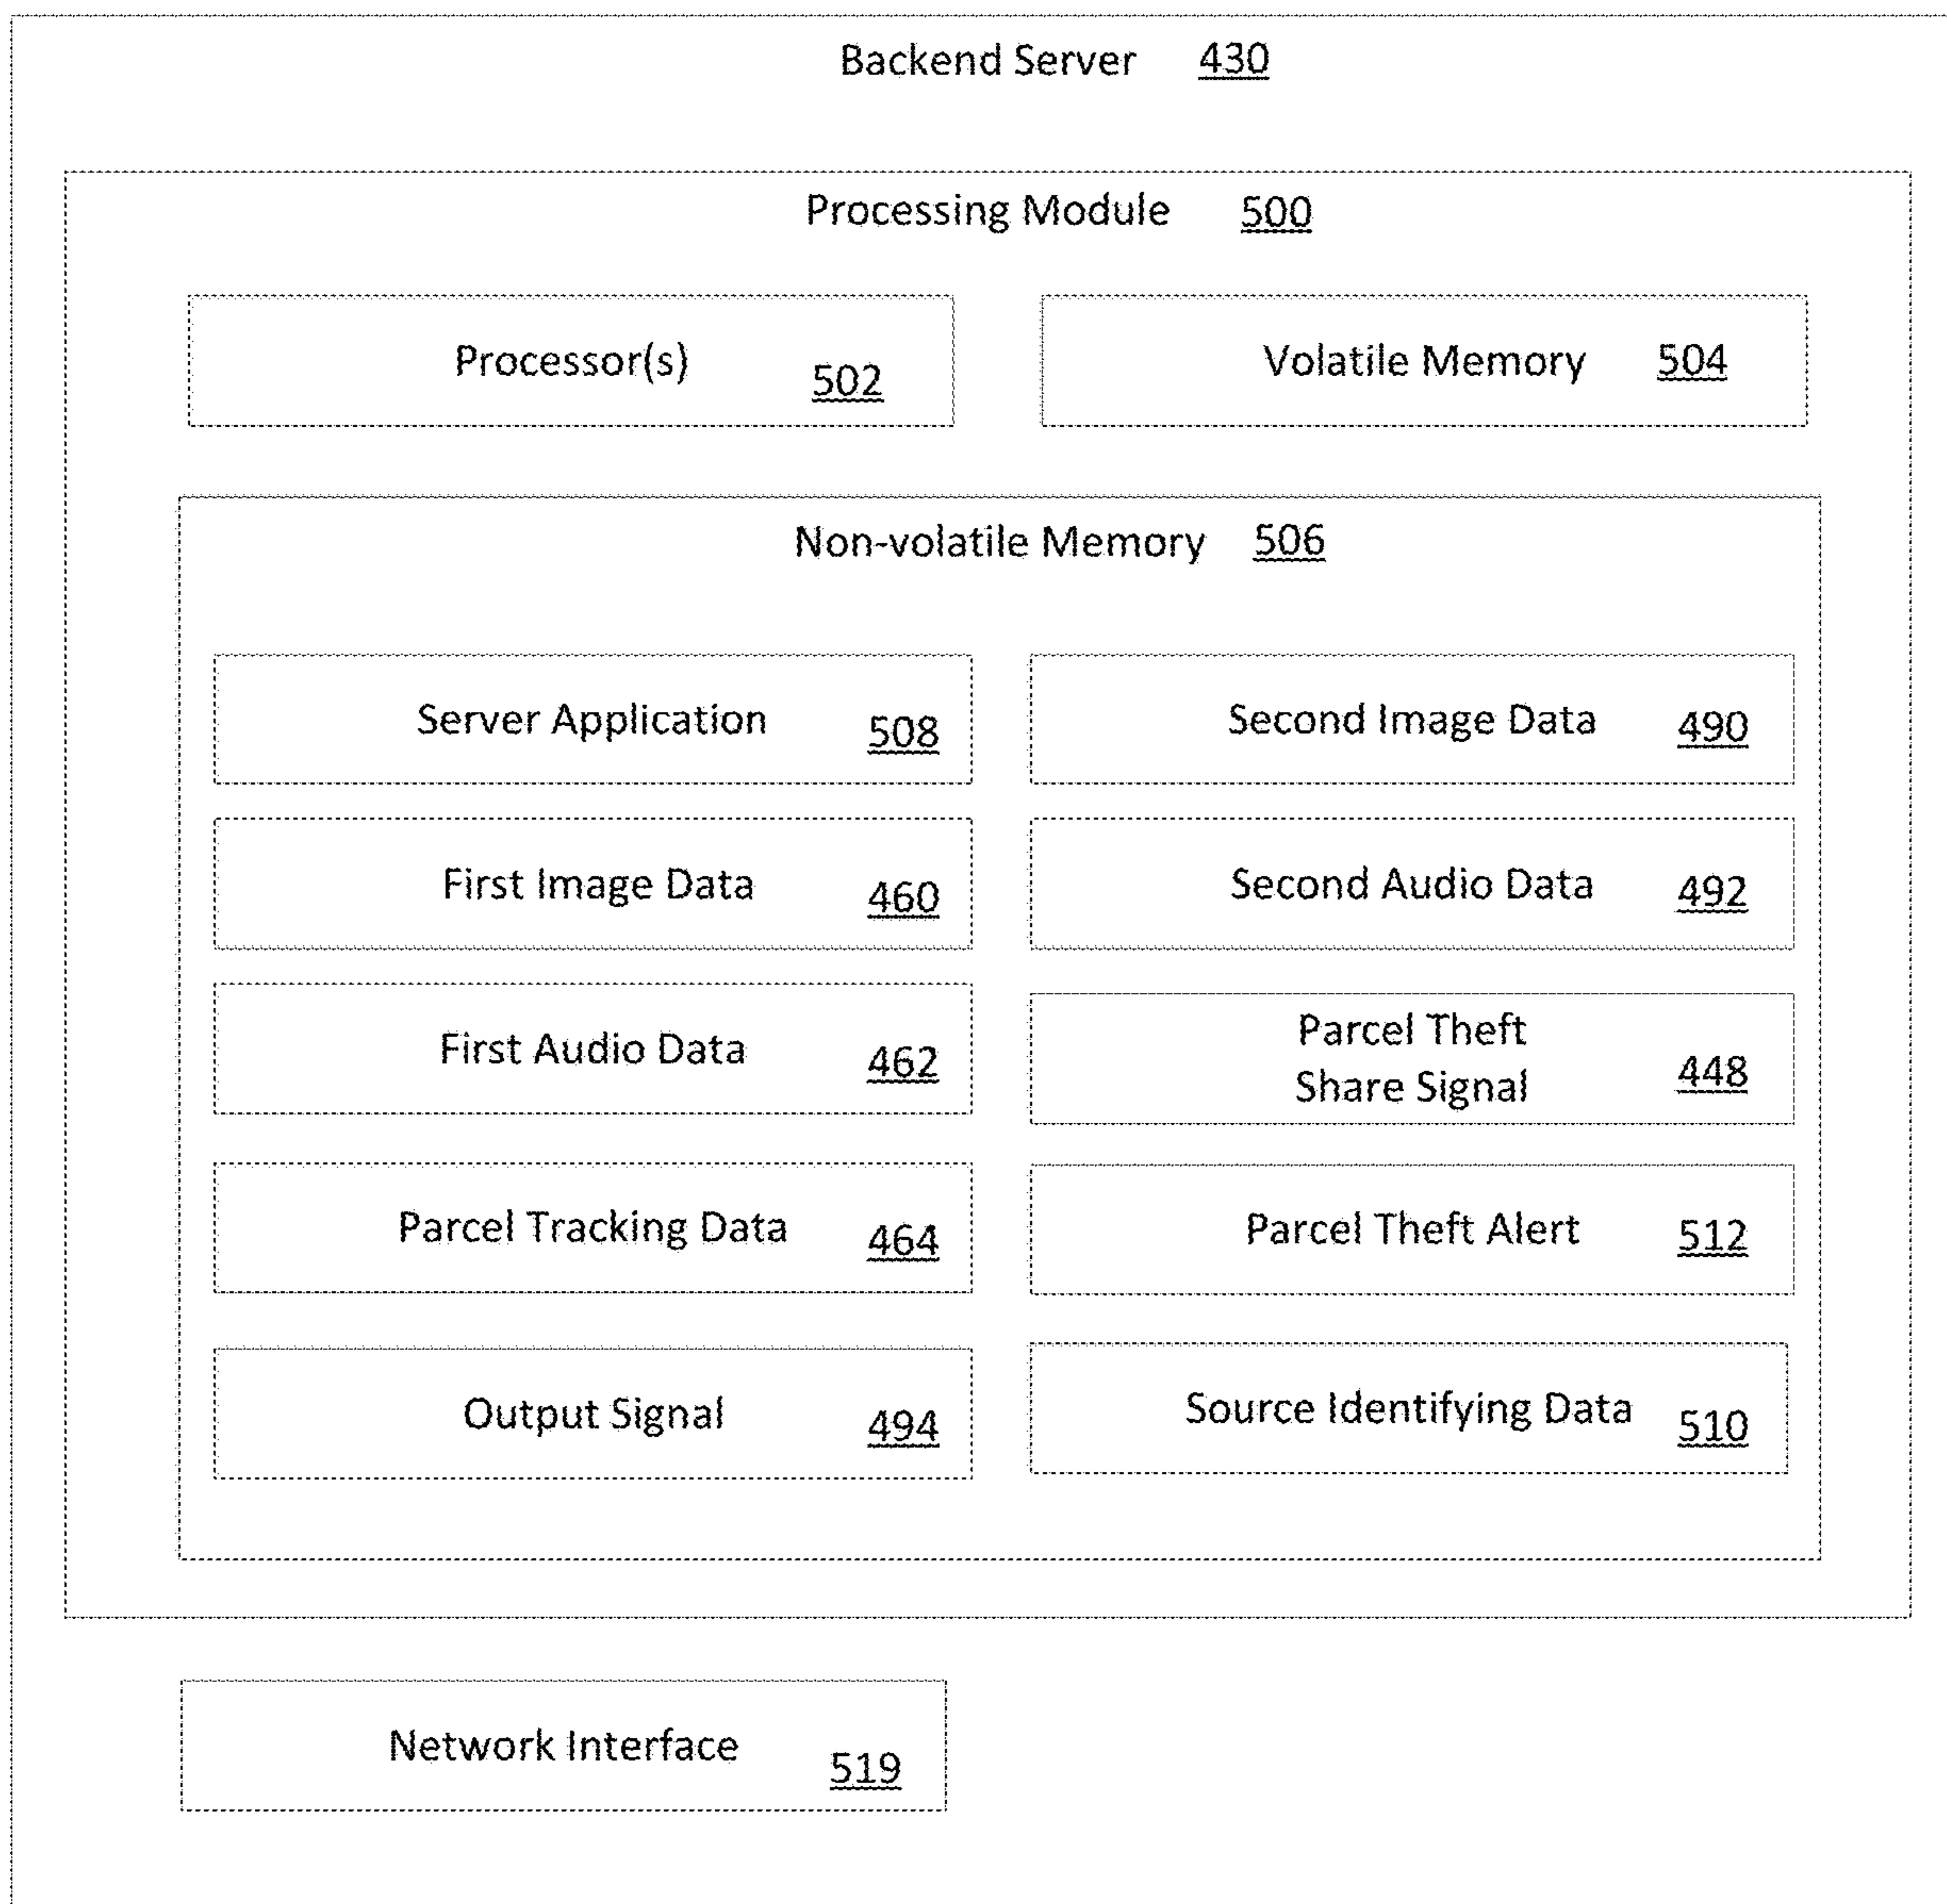 Backend Server 430
Processing Module 500
Processor(s) 502
Volatile Memory 504
Non-volatile Memory 506
Server Application 508
Second Image Data 490
First Image Data 460
Second Audio Data 492
First Audio Data 462
Parcel Theft
Share Signal 448
Parcel Tracking Data 464
Parcel Theft Alert 512
Output Signal 494
Source Identifying Data 510
Network Interface 519